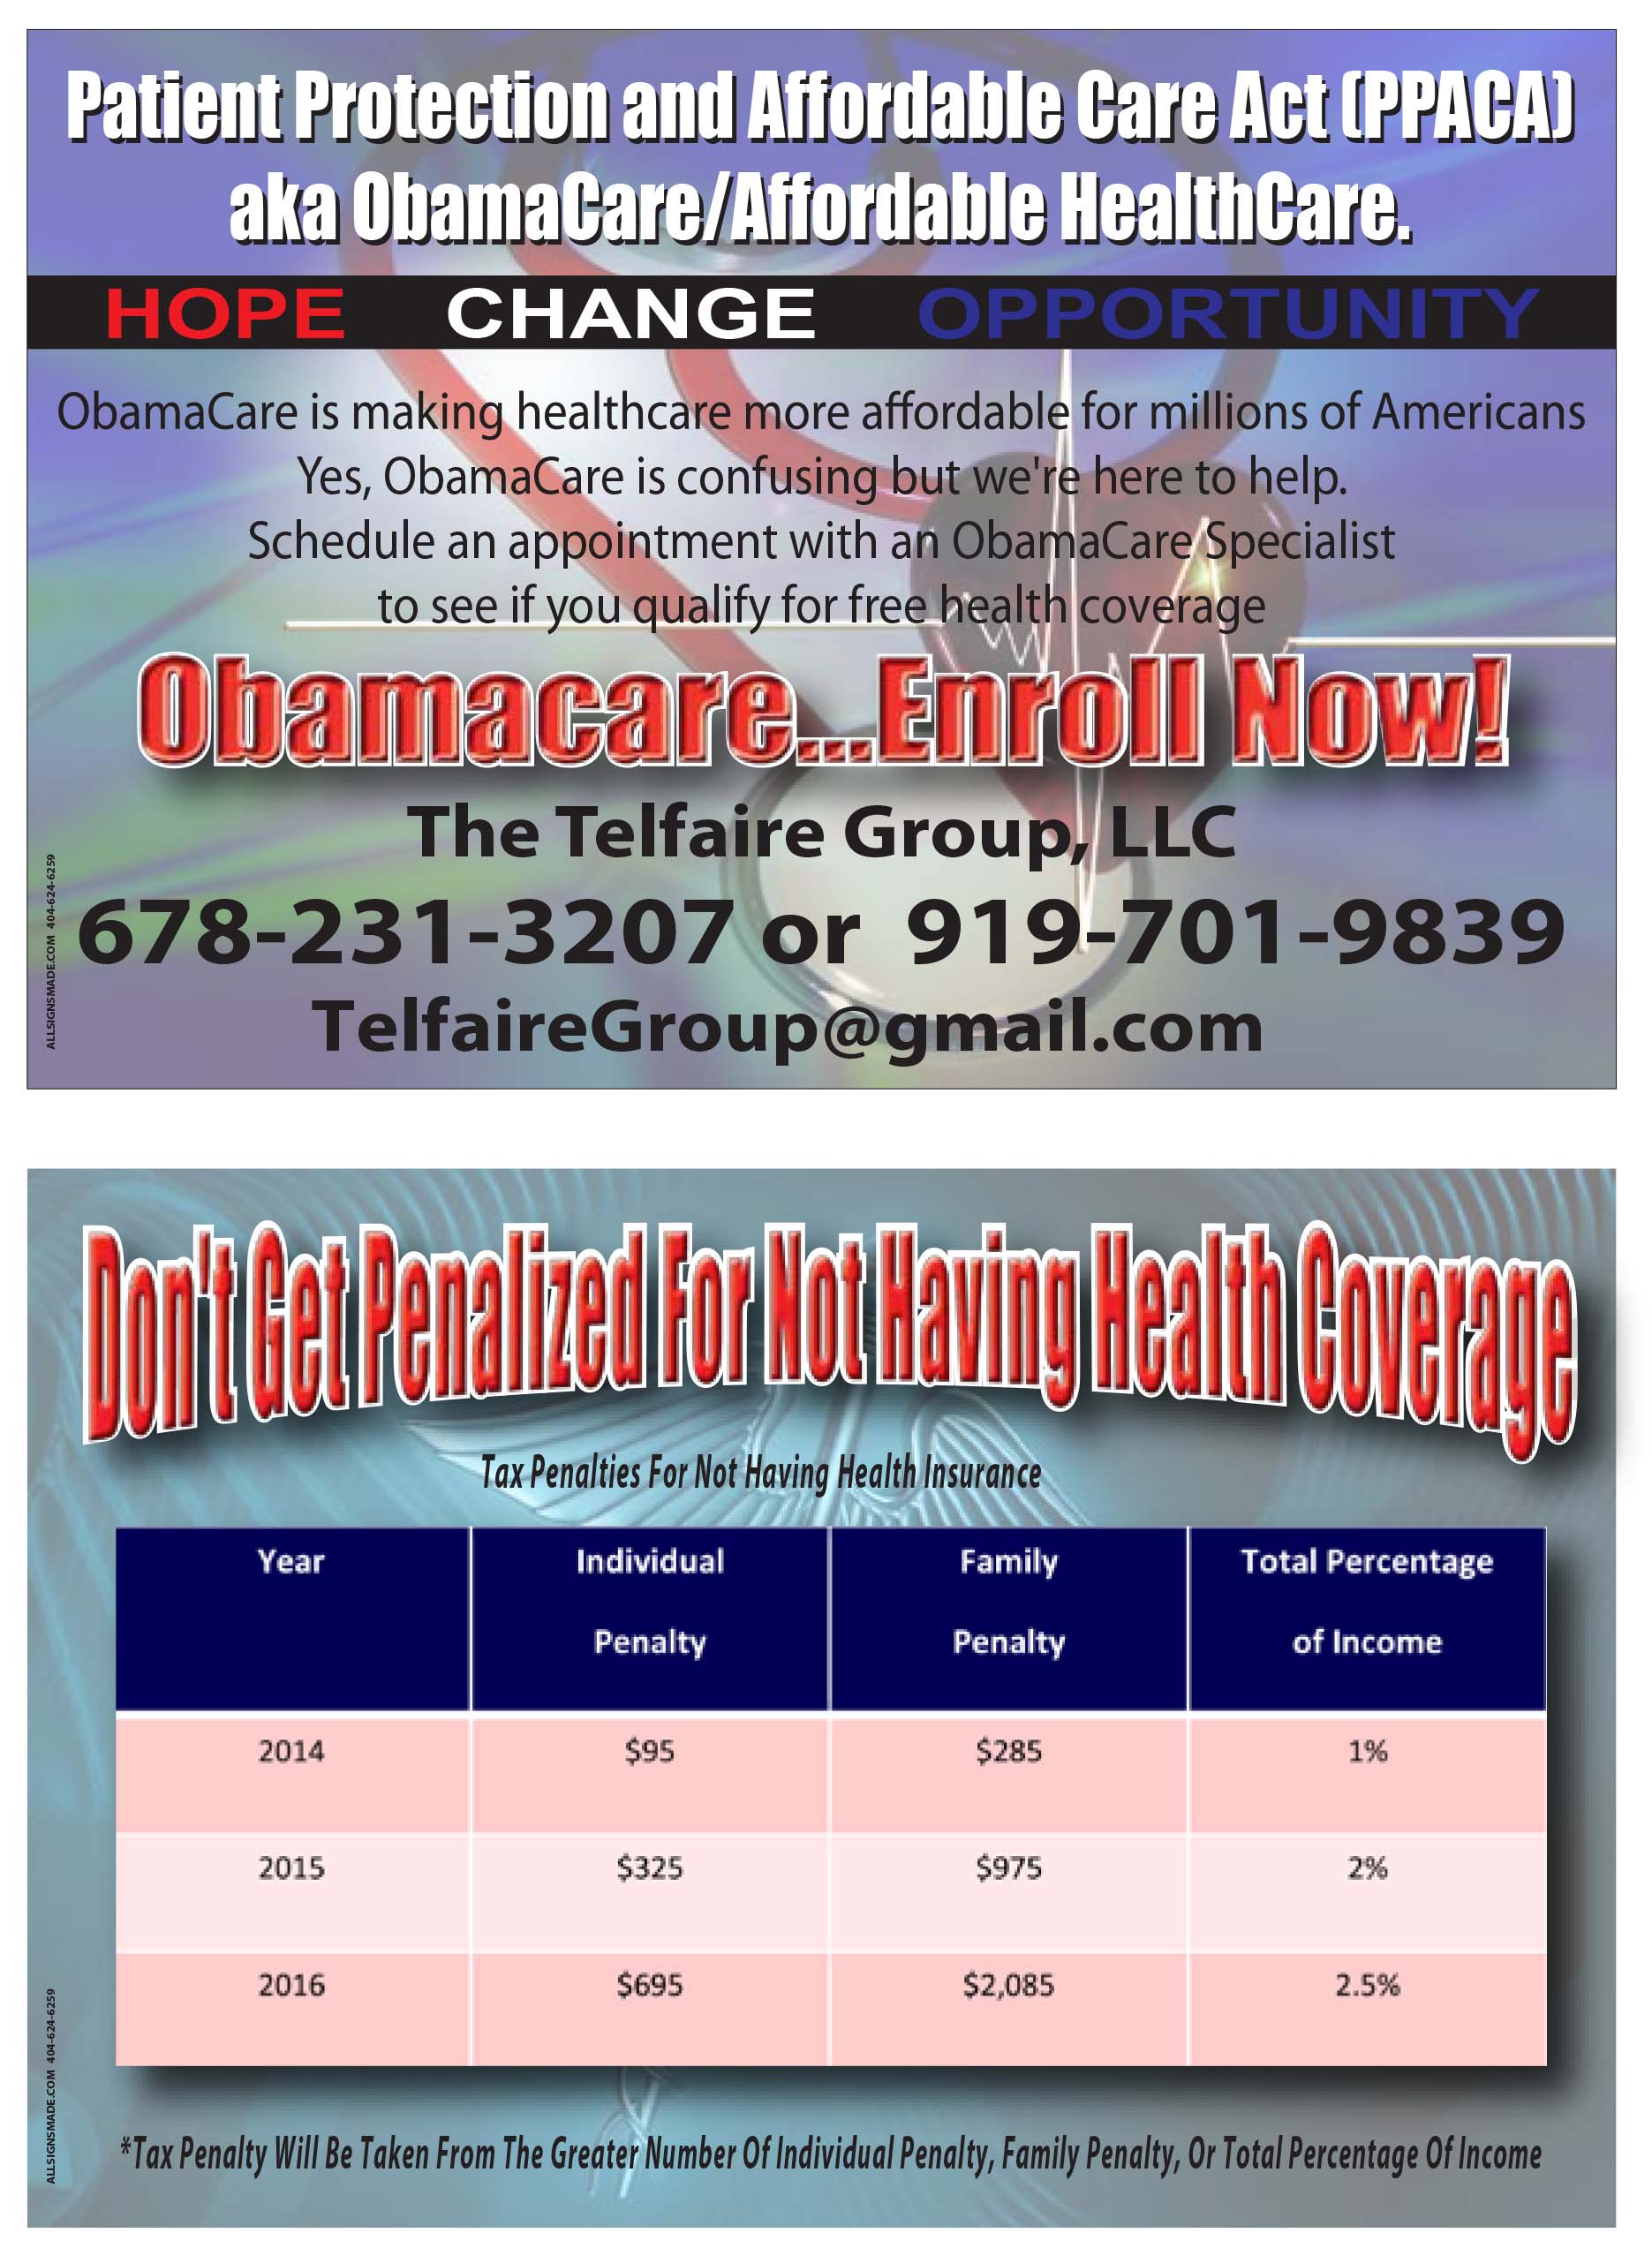 Patient Protection and Affordable Care Act (PPACA)
aka ObamaCare/Affordable HealthCare.
HOPE CHANGE OPPORTUNITY
ObamaCare is making healthcare more affordable for millions of Americans
Yes, ObamaCare is confusing but we're here to help.
Schedule an appointment with an ObamaCare Specialist
to see if you qualify for free health coverage
Obamacare...Enroll Now!
The Telfaire Group, LLC
678-231-3207 or 919-701-9839
TelfaireGroup@gmail.com
ALLSIGNSMADE.COM 404-624-6259
Don't Get Penalized For Not Having Health Coverage
Tax Penalties For Not Having Health Insurance
Year Individual Family Total Percentage
Penalty Penalty of Income
2014 $95 $285 1%
2015 $325 $975 2%
2016 $695 $2,085 2.5%
*Tax Penalty Will Be Taken From The Greater Number Of Individual Penalty, Family Penalty, Or Total Percentage Of Income
ALLSIGNSMADE.COM 404-624-6259